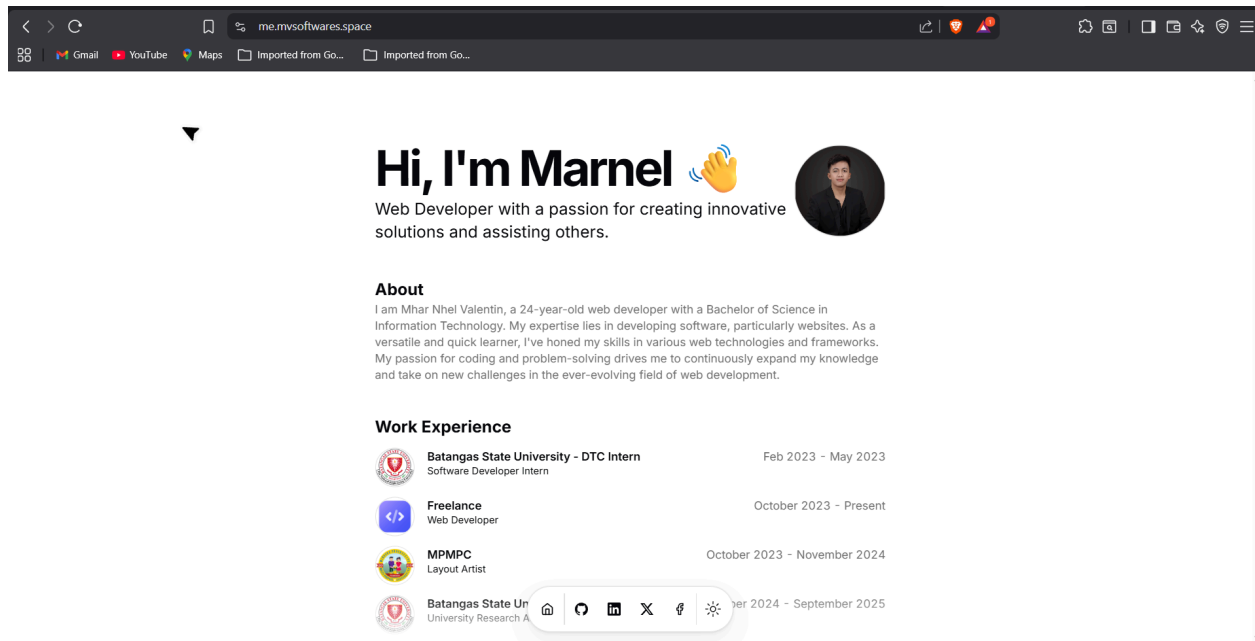 me.mvsoftwares.space
Gmail YouTube Maps Imported from Go... Imported from Go...
Hi, I'm Marnel 👋
Web Developer with a passion for creating innovative
solutions and assisting others.
About
I am Mhar Nhel Valentin, a 24-year-old web developer with a Bachelor of Science in
Information Technology. My expertise lies in developing software, particularly websites. As a
versatile and quick learner, I've honed my skills in various web technologies and frameworks.
My passion for coding and problem-solving drives me to continuously expand my knowledge
and take on new challenges in the ever-evolving field of web development.
Work Experience
Batangas State University - DTC Intern Feb 2023 - May 2023
Software Developer Intern
Freelance October 2023 - Present
Web Developer
MPMPC October 2023 - November 2024
Layout Artist
Batangas State 2024 - September 2025
University Research